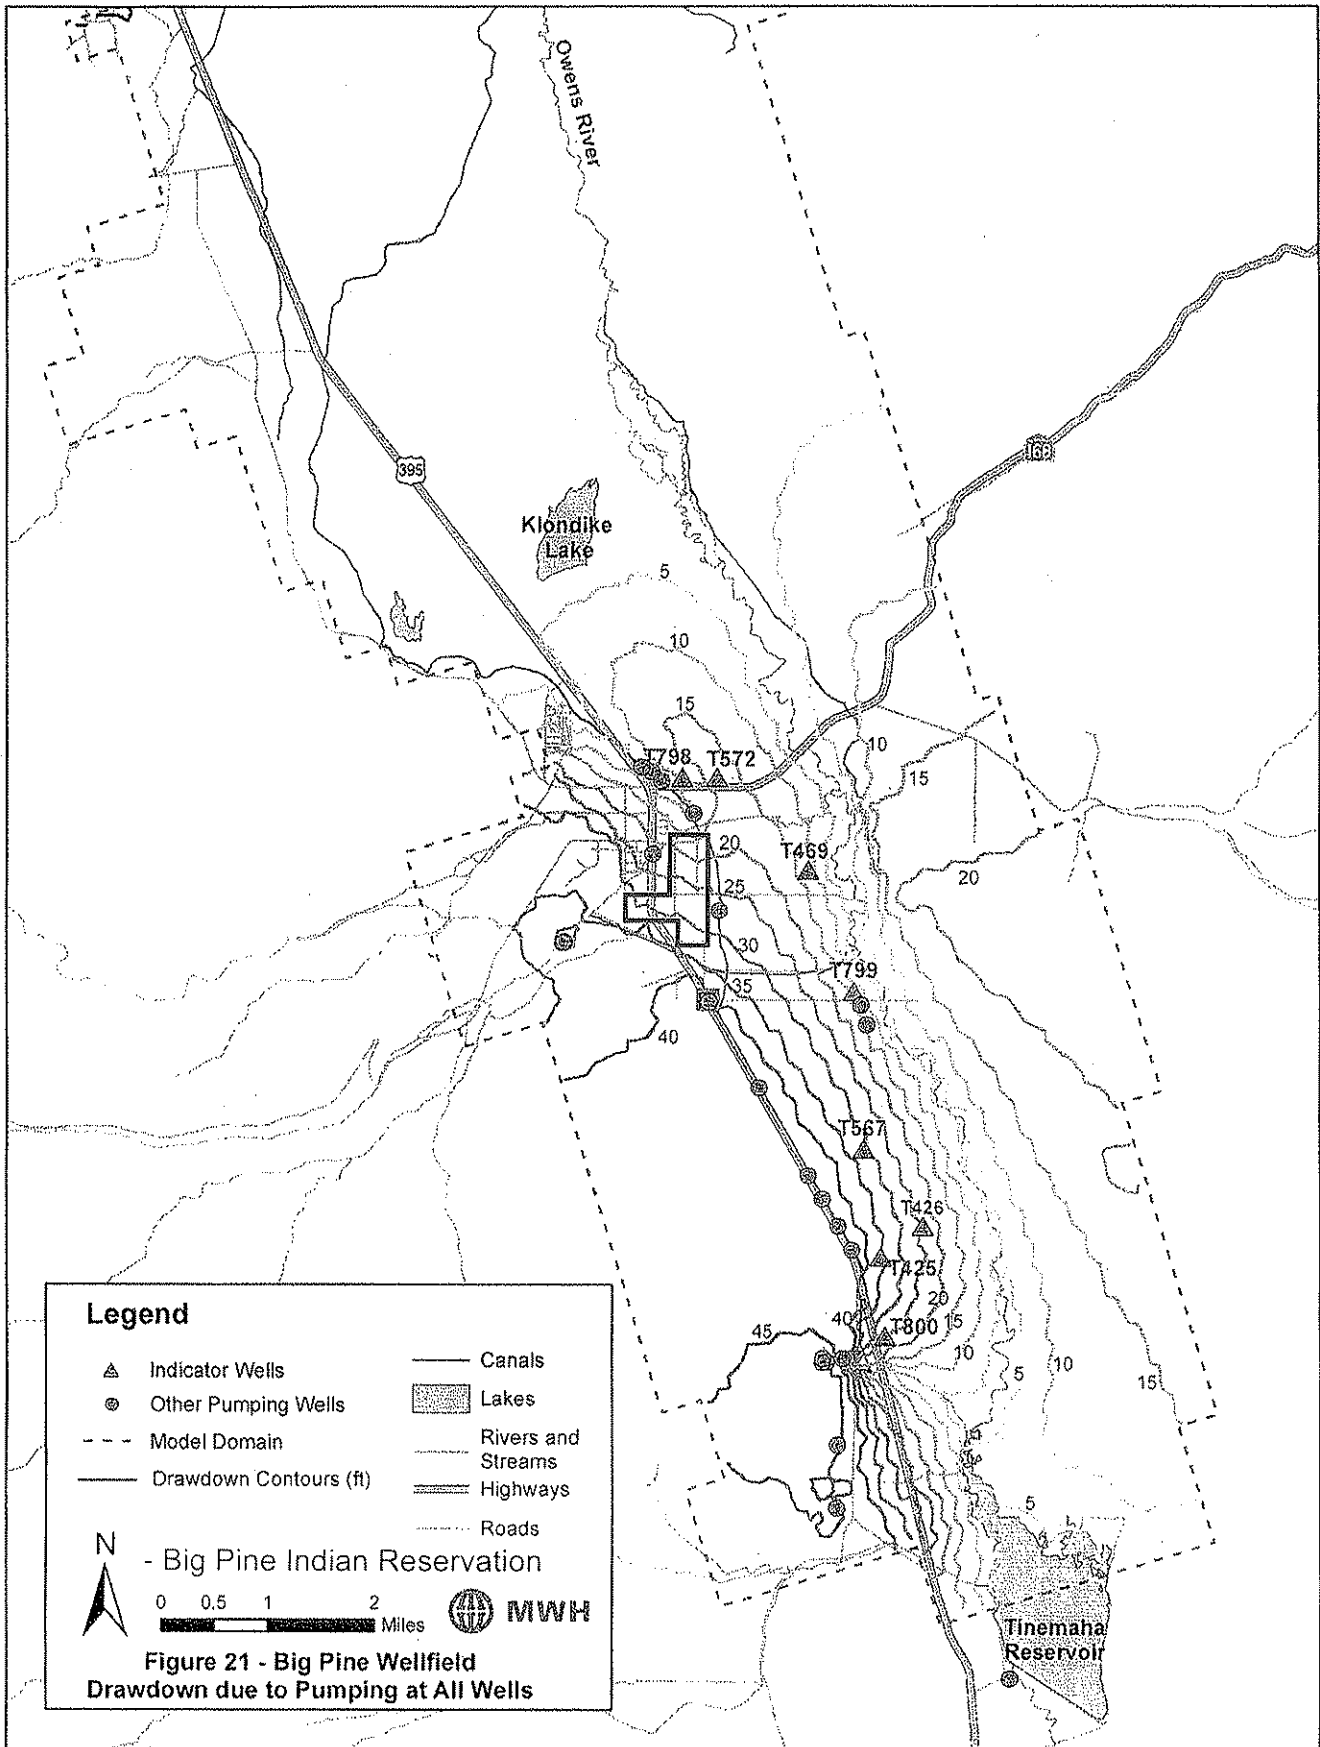 Owens River
395
168
Klondike
Lake
5
10
15
T798
T572
10
15
20
T469
20
25
30
T799
35
40
T567
T426
T425
20
40
T800
15
45
10
5
10
15
5
Tinemaha
Reservoir
Legend
Indicator Wells
Other Pumping Wells
Model Domain
Drawdown Contours (ft)
Canals
Lakes
Rivers and
Streams
Highways
Roads
N
- Big Pine Indian Reservation
0 0.5 1 2
Miles
MWH
Figure 21 - Big Pine Wellfield
Drawdown due to Pumping at All Wells